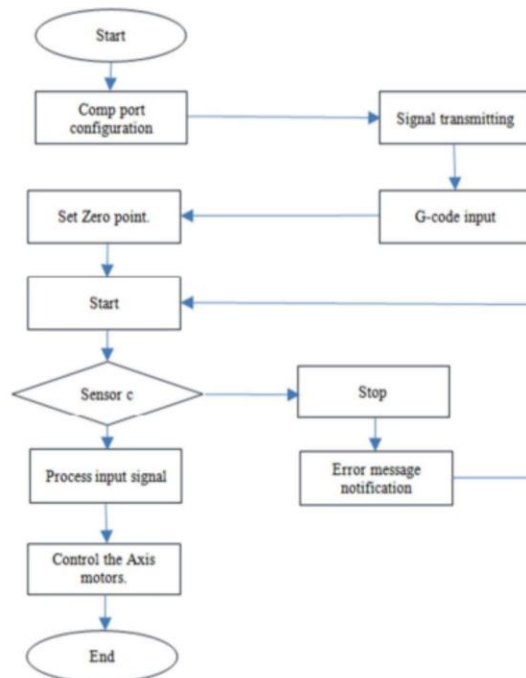 Start
Comp port
configuration
Signal transmitting
G-code input
Set Zero point.
Start
Sensor c
Stop
Process input signal
Error message
notification
Control the Axis
motors.
End